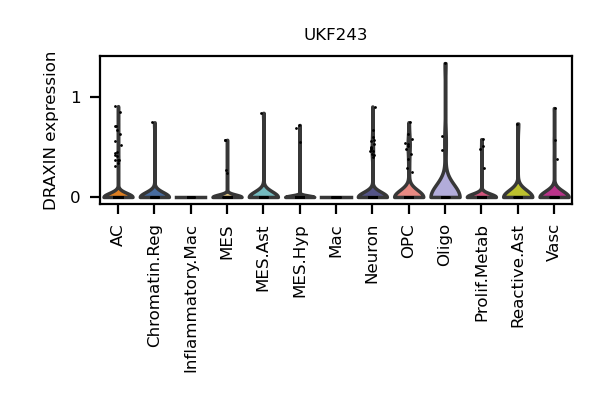 UKF243
DRAXIN expression
1
0
AC
Chromatin.Reg
Inflammatory.Mac
MES
MES.Ast
MES.Hyp
Mac
Neuron
OPC
Oligo
Prolif.Metab
Reactive.Ast
Vasc